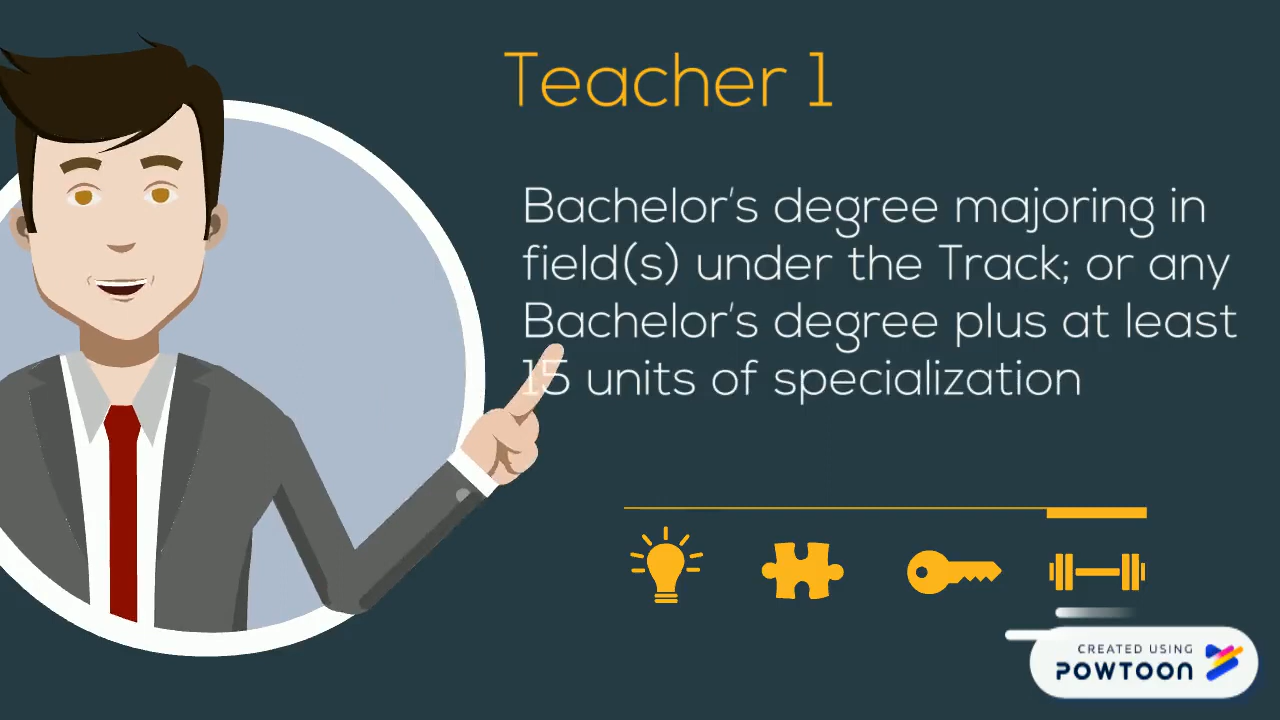 Teacher 1
Bachelor's degree majoring in
field(s) under the Track; or any
Bachelor's degree plus at least
15 units of specialization
CREATED USING
POWTOON